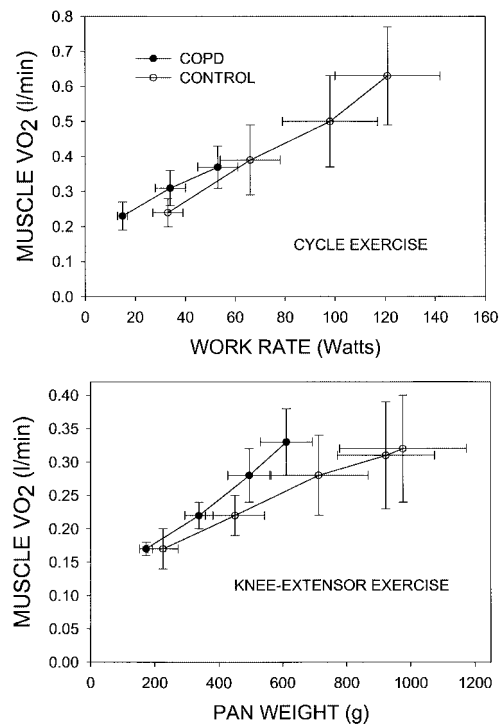 0.8
0.7
0.6
0.5
0.4
0.3
0.2
0.1
0.0
MUSCLE VO2 (l/min)
COPD
CONTROL
CYCLE EXERCISE
0 20 40 60 80 100 120 140 160
WORK RATE (Watts)
0.40
0.35
0.30
0.25
0.20
0.15
0.10
0.05
0.00
MUSCLE VO2 (l/min)
KNEE-EXTENSOR EXERCISE
0 200 400 600 800 1000 1200
PAN WEIGHT (g)